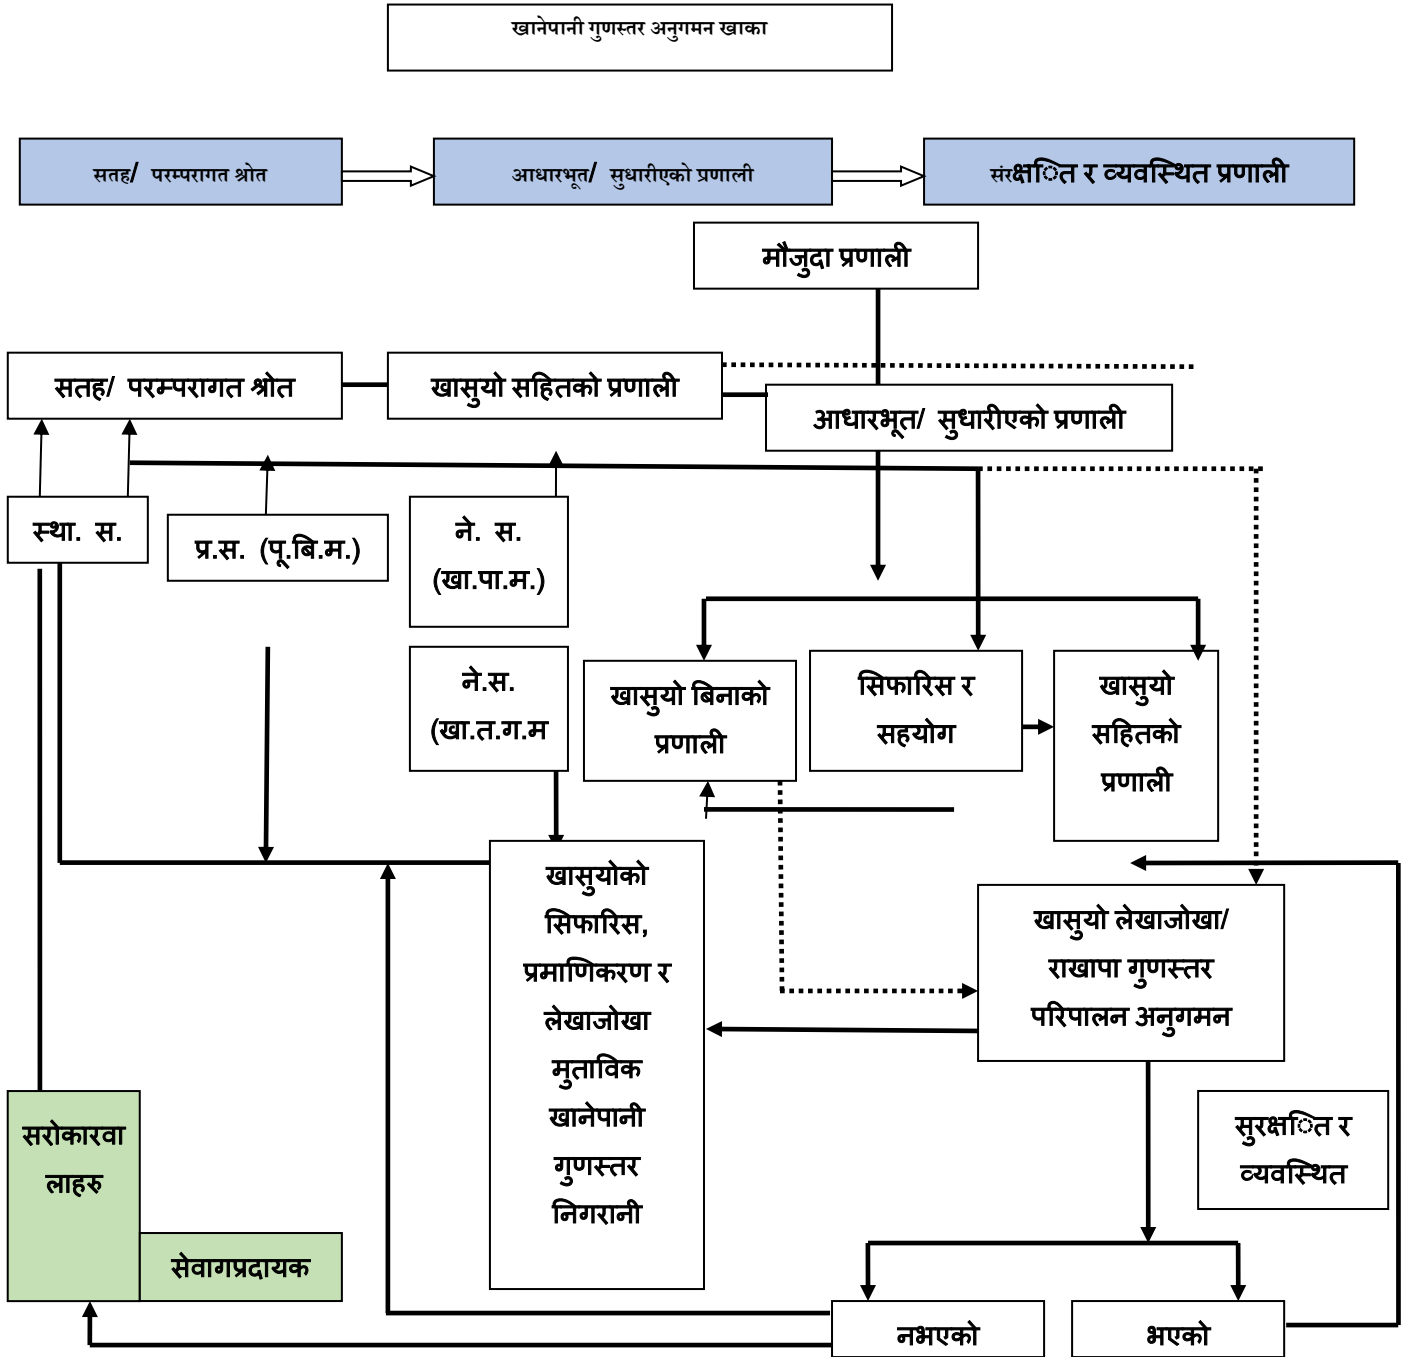 खानेपानी गुणस्तर अनुगमन खाका
सतह/ परम्परागत श्रोत
आधारभूत/ सुधारीएको प्रणाली
संरक्षित र व्यवस्थित प्रणाली
मौजुदा प्रणाली
सतह/ परम्परागत श्रोत
खासुयो सहितको प्रणाली
आधारभूत/ सुधारीएको प्रणाली
स्था. स.
प्र.स. (पू.बि.म.)
ने. स.
(खा.पा.म.)
ने.स.
(खा.त.ग.म
खासुयो बिनाको
प्रणाली
सिफारिस र
सहयोग
खासुयो
सहितको
प्रणाली
खासुयोको
सिफारिस,
प्रमाणिकरण र
लेखाजोखा
मुताविक
खानेपानी
गुणस्तर
निगरानी
खासुयो लेखाजोखा/
राखापा गुणस्तर
परिपालन अनुगमन
सुरक्षित र
व्यवस्थित
सरोकारवा
लाहरु
सेवागप्रदायक
नभएको
भएको